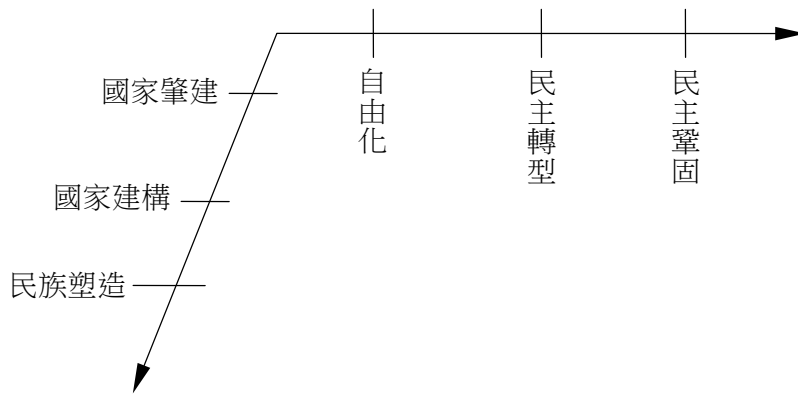 國家肇建
國家建構
民族塑造
自由化
民主轉型
民主鞏固